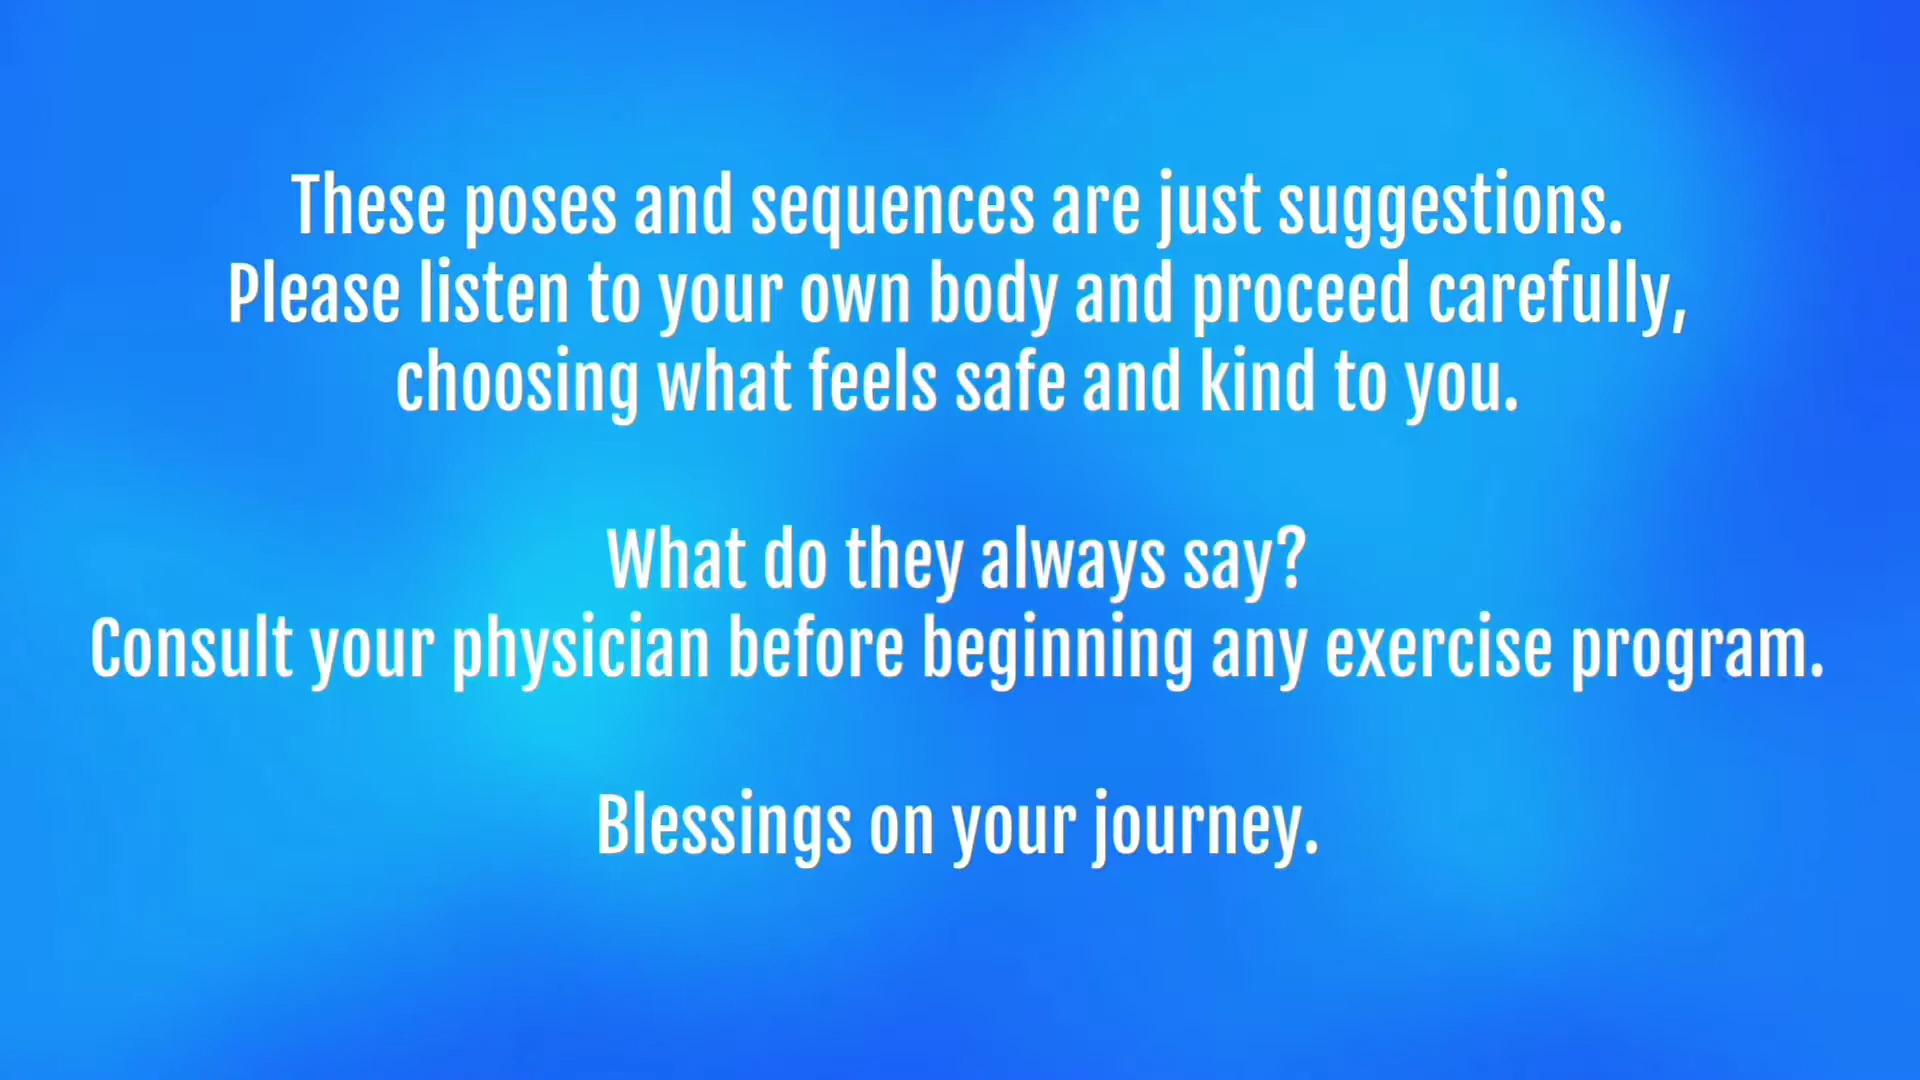 These poses and sequences are just suggestions.
Please listen to your own body and proceed carefully,
choosing what feels safe and kind to you.
What do they always say?
Consult your physician before beginning any exercise program.
Blessings on your journey.